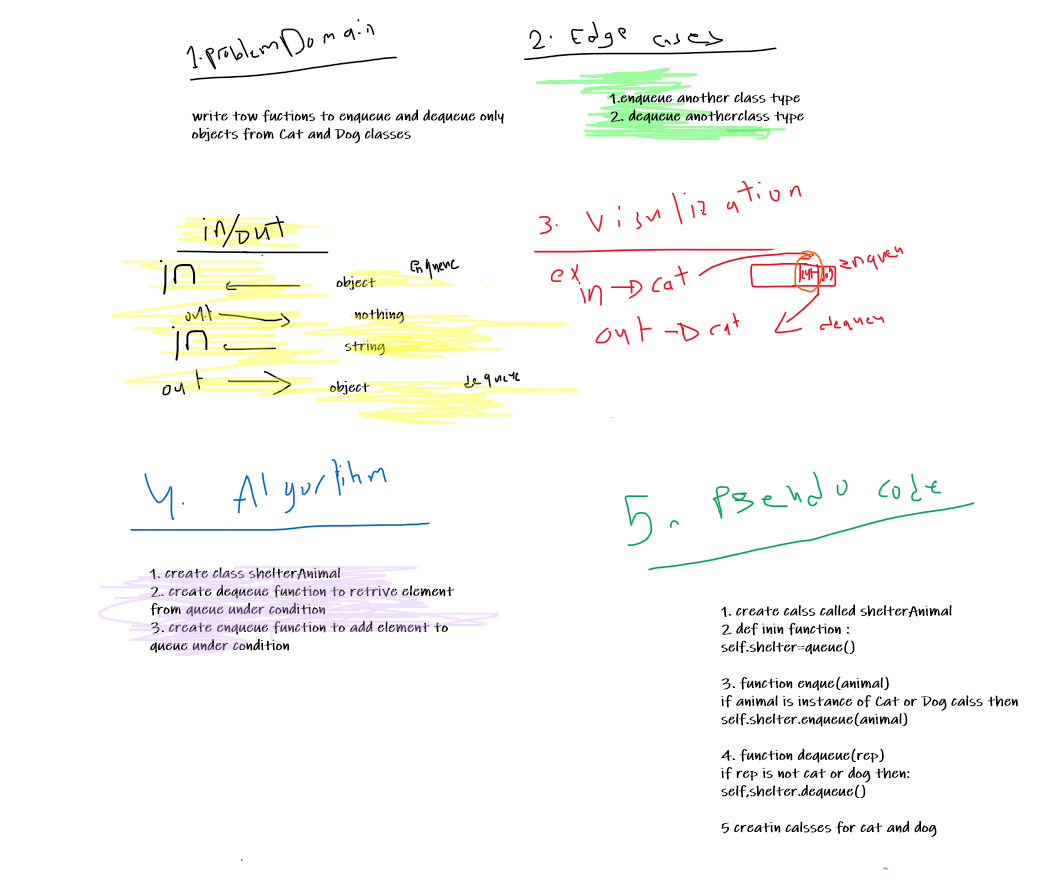 1. problem Domain
write tow fuctions to enqueue and dequeue only
objects from Cat and Dog classes
2. Edge cases
1.enqueue another class type
2. dequeue anotherclass type
in/out
Enqueue
in object
out nothing
in string
out object
dequeue
3. Visulization
ex
in cat
cat dog
enqueu
out cat
dequeu
4. Algorithm
1. create class shelterAnimal
2. create dequeue function to retrive element
from queue under condition
3. create enqueue function to add element to
queue under condition
5. Pseudo code
1. create calss called shelterAnimal
2 def inin function :
self.shelter=queue()
3. function enque(animal)
if animal is instance of Cat or Dog calss then
self.shelter.enqueue(animal)
4. function dequeue(rep)
if rep is not cat or dog then:
self,shelter.dequeue()
5 creatin calsses for cat and dog